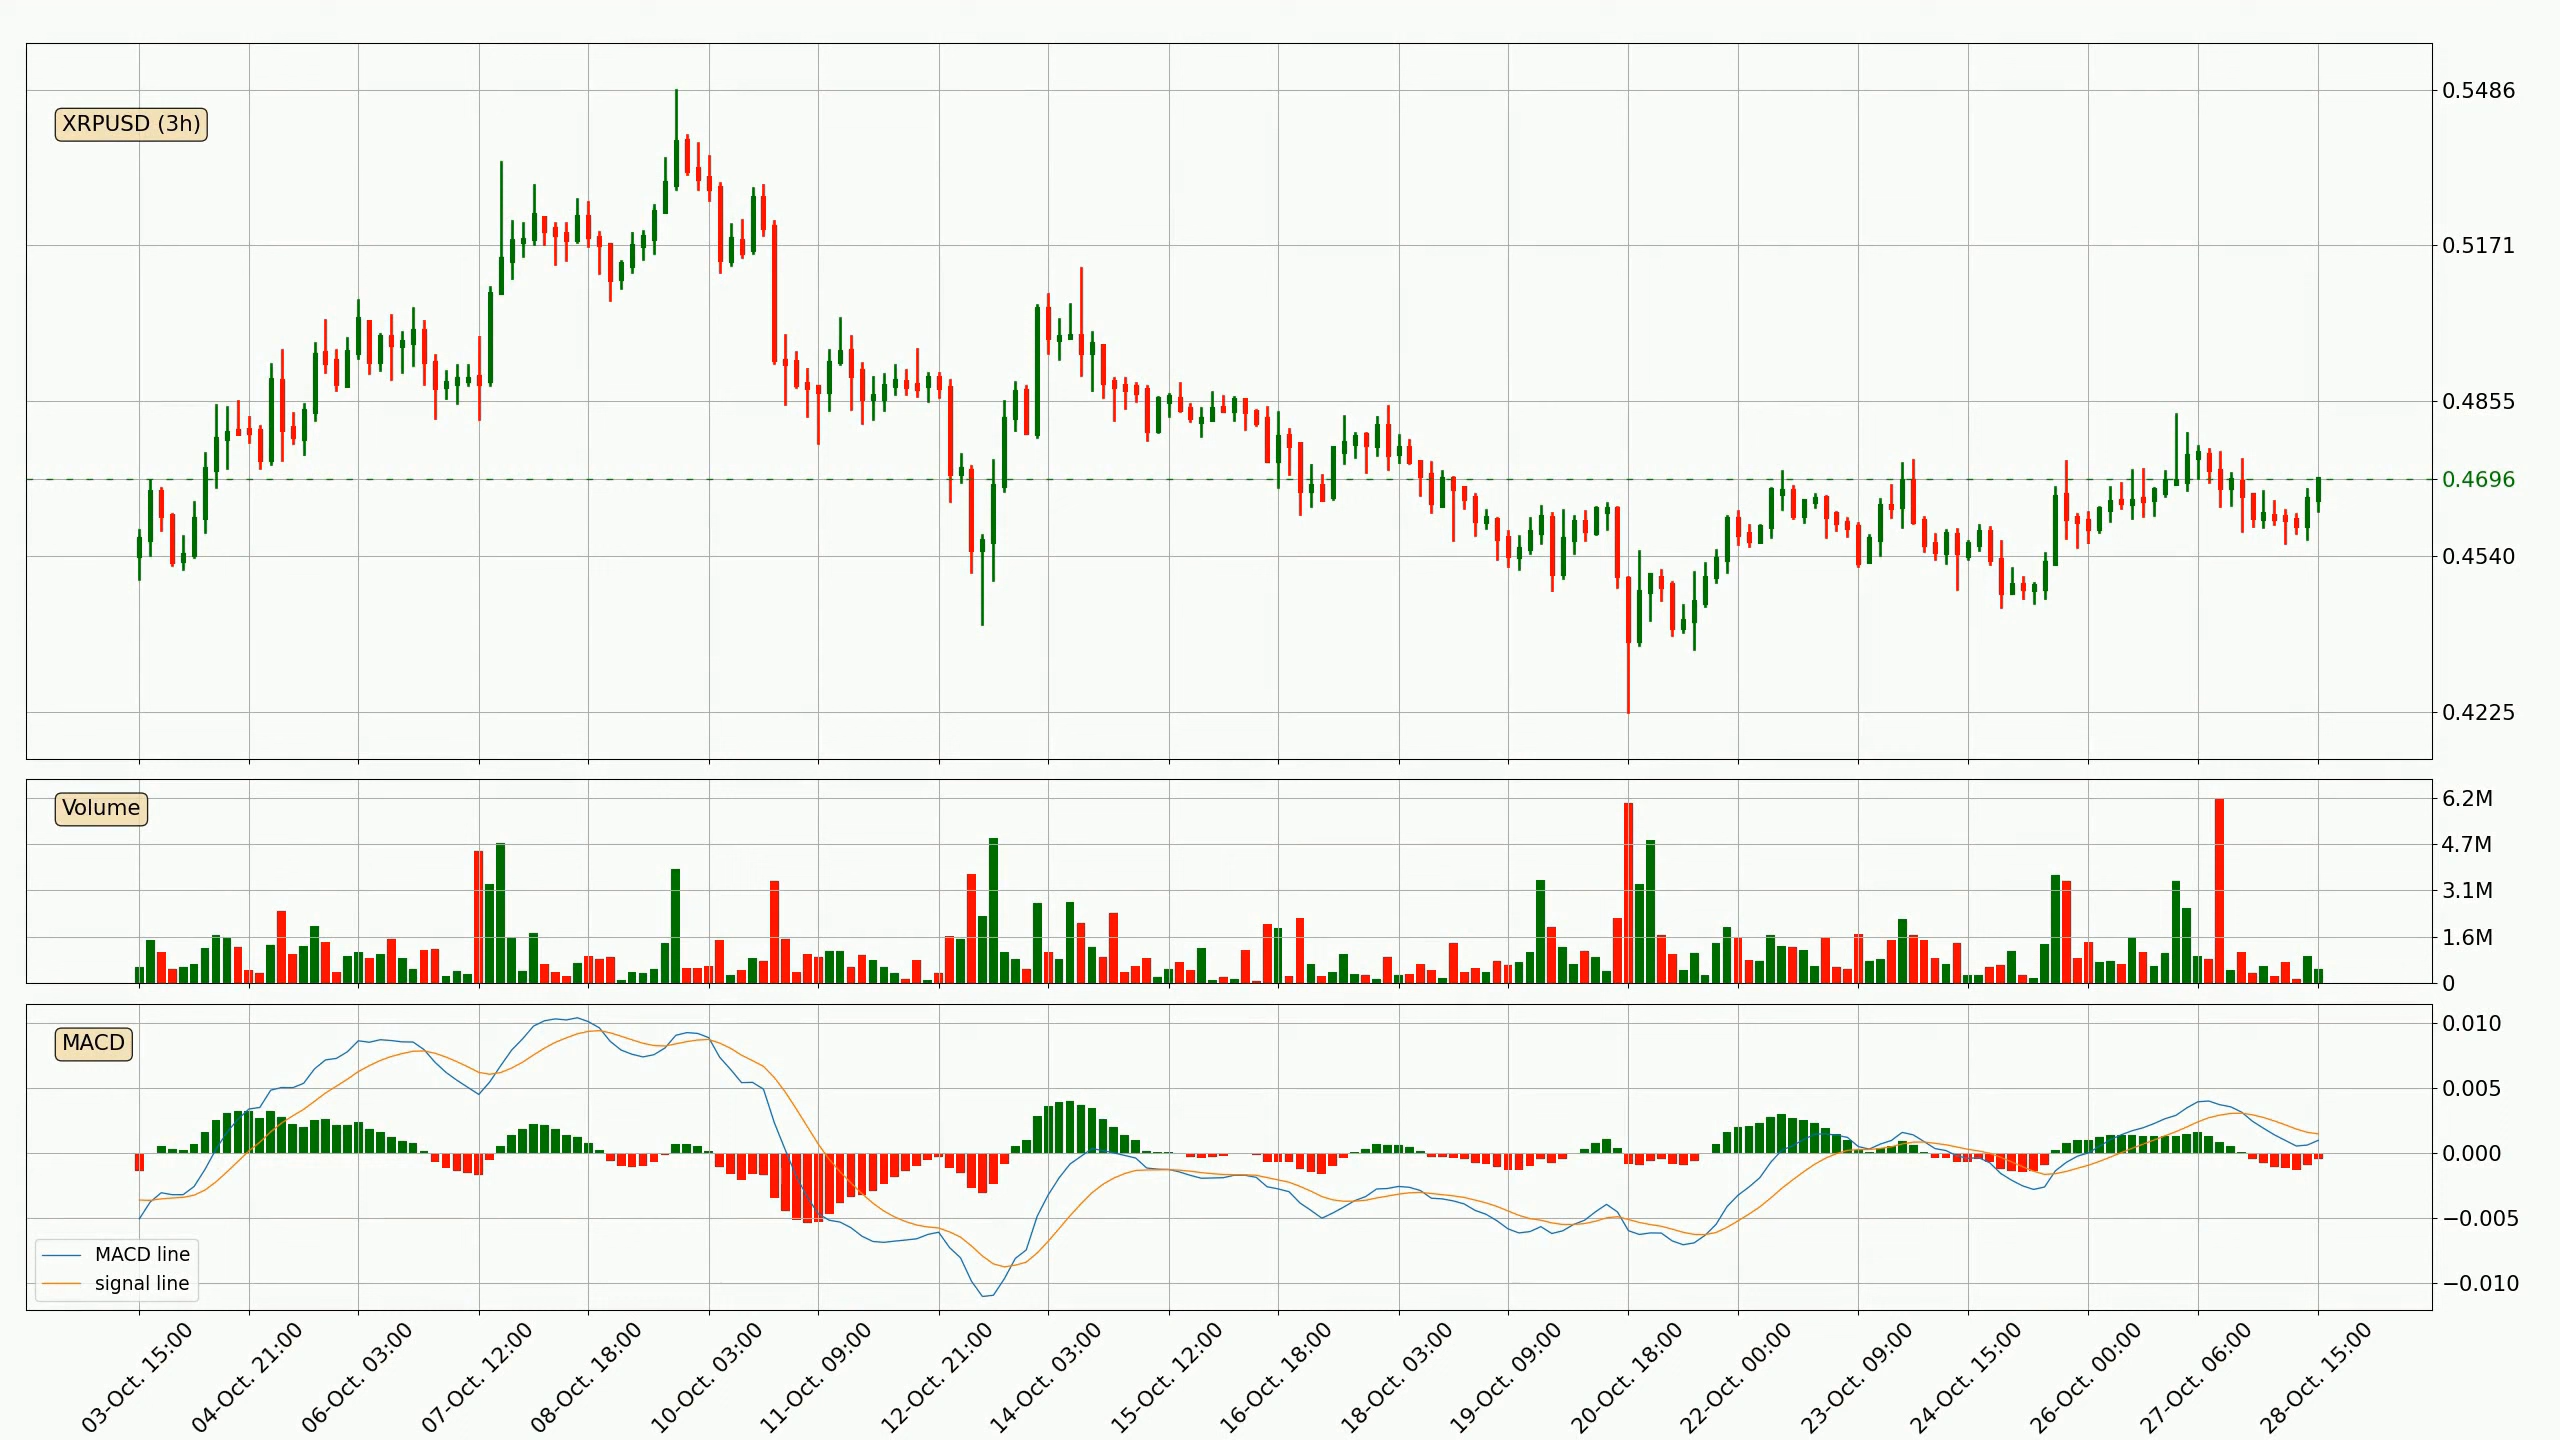 XRPUSD (3h)
0.5486
0.5171
0.4855
0.4696
0.4540
0.4225
Volume
6.2M
4.7M
3.1M
1.6M
0
MACD
0.010
0.005
0.000
−0.005
−0.010
MACD line
signal line
03-Oct. 15:00
04-Oct. 21:00
06-Oct. 03:00
07-Oct. 12:00
08-Oct. 18:00
10-Oct. 03:00
11-Oct. 09:00
12-Oct. 21:00
14-Oct. 03:00
15-Oct. 12:00
16-Oct. 18:00
18-Oct. 03:00
19-Oct. 09:00
20-Oct. 18:00
22-Oct. 00:00
23-Oct. 09:00
24-Oct. 15:00
26-Oct. 00:00
27-Oct. 06:00
28-Oct. 15:00